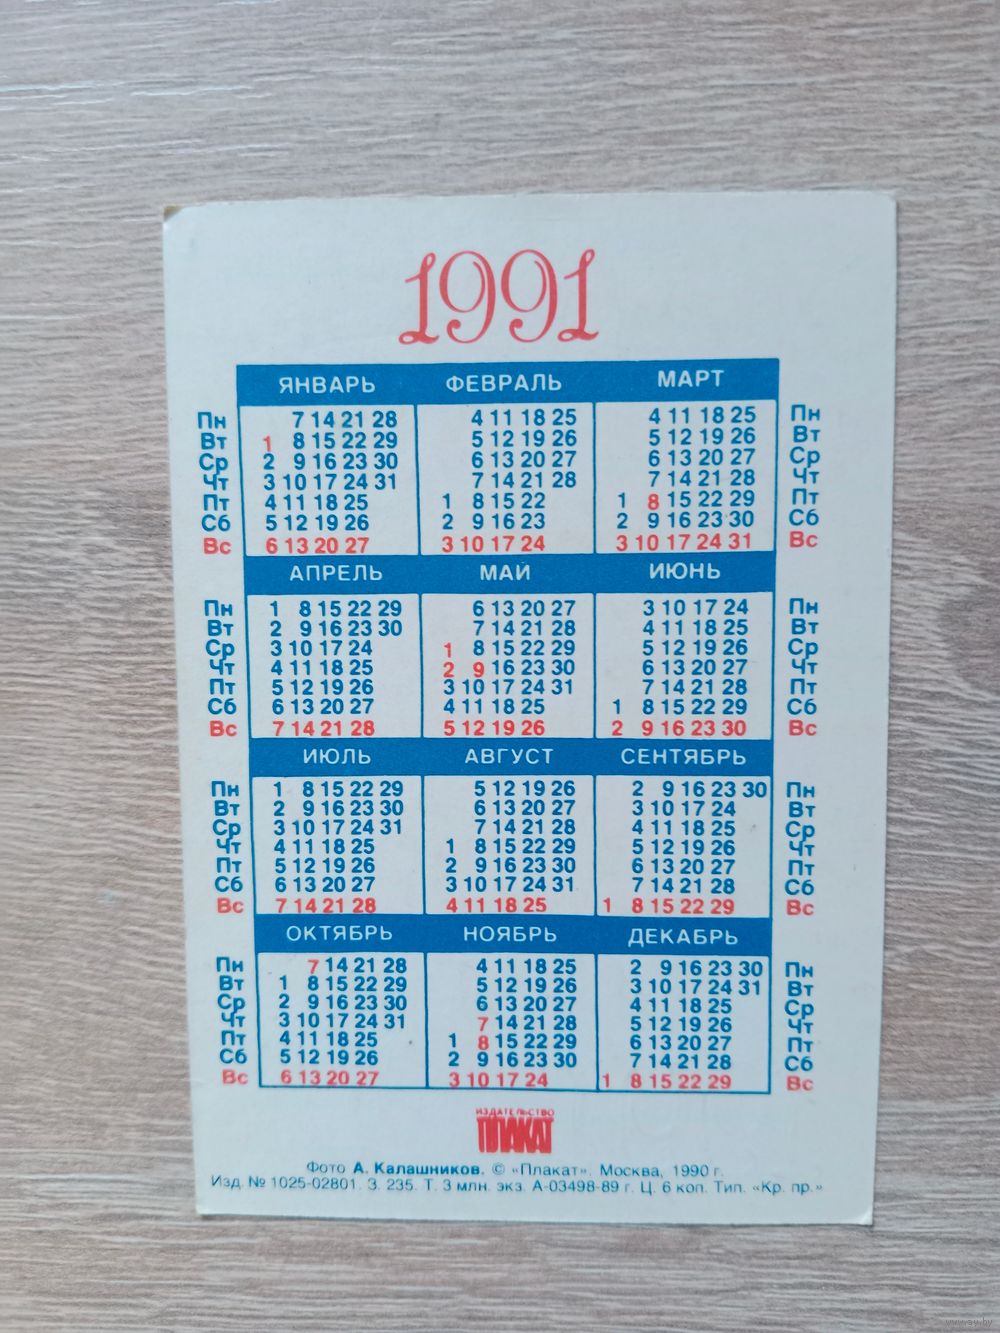 1991
ЯНВАРЬ ФЕВРАЛЬ МАРТ
Пн 7 14 21 28 4 11 18 25 4 11 18 25 Пн
Вт 1 8 15 22 29 5 12 19 26 5 12 19 26 Вт
Ср 2 9 16 23 30 6 13 20 27 6 13 20 27 Ср
Чт 3 10 17 24 31 7 14 21 28 7 14 21 28 Чт
Пт 4 11 18 25 1 8 15 22 1 8 15 22 29 Пт
Сб 5 12 19 26 2 9 16 23 2 9 16 23 30 Сб
Вс 6 13 20 27 3 10 17 24 3 10 17 24 31 Вс
АПРЕЛЬ МАЙ ИЮНЬ
Пн 1 8 15 22 29 6 13 20 27 3 10 17 24 Пн
Вт 2 9 16 23 30 7 14 21 28 4 11 18 25 Вт
Ср 3 10 17 24 1 8 15 22 29 5 12 19 26 Ср
Чт 4 11 18 25 2 9 16 23 30 6 13 20 27 Чт
Пт 5 12 19 26 3 10 17 24 31 7 14 21 28 Пт
Сб 6 13 20 27 4 11 18 25 1 8 15 22 29 Сб
Вс 7 14 21 28 5 12 19 26 2 9 16 23 30 Вс
ИЮЛЬ АВГУСТ СЕНТЯБРЬ
Пн 1 8 15 22 29 5 12 19 26 2 9 16 23 30 Пн
Вт 2 9 16 23 30 6 13 20 27 3 10 17 24 Вт
Ср 3 10 17 24 31 7 14 21 28 4 11 18 25 Ср
Чт 4 11 18 25 1 8 15 22 29 5 12 19 26 Чт
Пт 5 12 19 26 2 9 16 23 30 6 13 20 27 Пт
Сб 6 13 20 27 3 10 17 24 31 7 14 21 28 Сб
Вс 7 14 21 28 4 11 18 25 1 8 15 22 29 Вс
ОКТЯБРЬ НОЯБРЬ ДЕКАБРЬ
Пн 7 14 21 28 4 11 18 25 2 9 16 23 30 Пн
Вт 1 8 15 22 29 5 12 19 26 3 10 17 24 31 Вт
Ср 2 9 16 23 30 6 13 20 27 4 11 18 25 Ср
Чт 3 10 17 24 31 7 14 21 28 5 12 19 26 Чт
Пт 4 11 18 25 1 8 15 22 29 6 13 20 27 Пт
Сб 5 12 19 26 2 9 16 23 30 7 14 21 28 Сб
Вс 6 13 20 27 3 10 17 24 1 8 15 22 29 Вс
ИЗДАТЕЛЬСТВО
ПЛАКАТ
Фото А. Калашников. © «Плакат». Москва, 1990 г.
Изд. № 1025-02801. З. 235. Т. 3 млн. экз. А-03498-89 г. Ц. 6 коп. Тип. «Кр. пр.»
www.ay.by